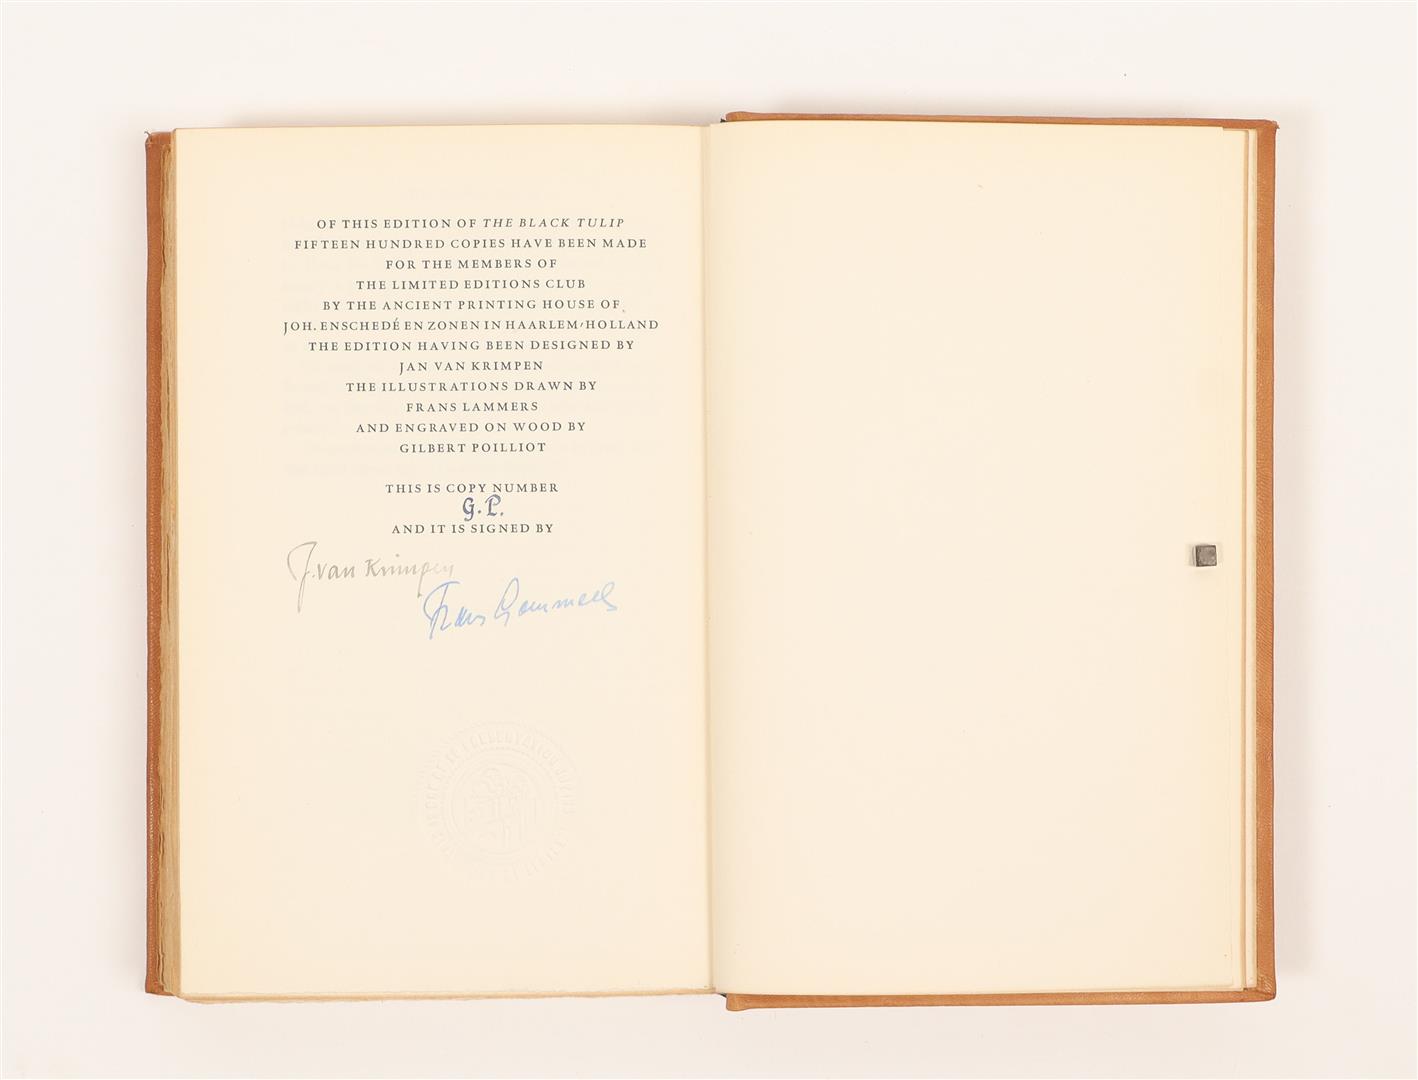 OF THIS EDITION OF THE BLACK TULIP
FIFTEEN HUNDRED COPIES HAVE BEEN MADE
FOR THE MEMBERS OF
THE LIMITED EDITIONS CLUB
BY THE ANCIENT PRINTING HOUSE OF
JOH. ENSCHEDÉ EN ZONEN IN HAARLEM, HOLLAND
THE EDITION HAVING BEEN DESIGNED BY
JAN VAN KRIMPEN
THE ILLUSTRATIONS DRAWN BY
FRANS LAMMERS
AND ENGRAVED ON WOOD BY
GILBERT POILLIOT
THIS IS COPY NUMBER
G.P.
AND IT IS SIGNED BY
J. van Krimpen
Frans Lammers